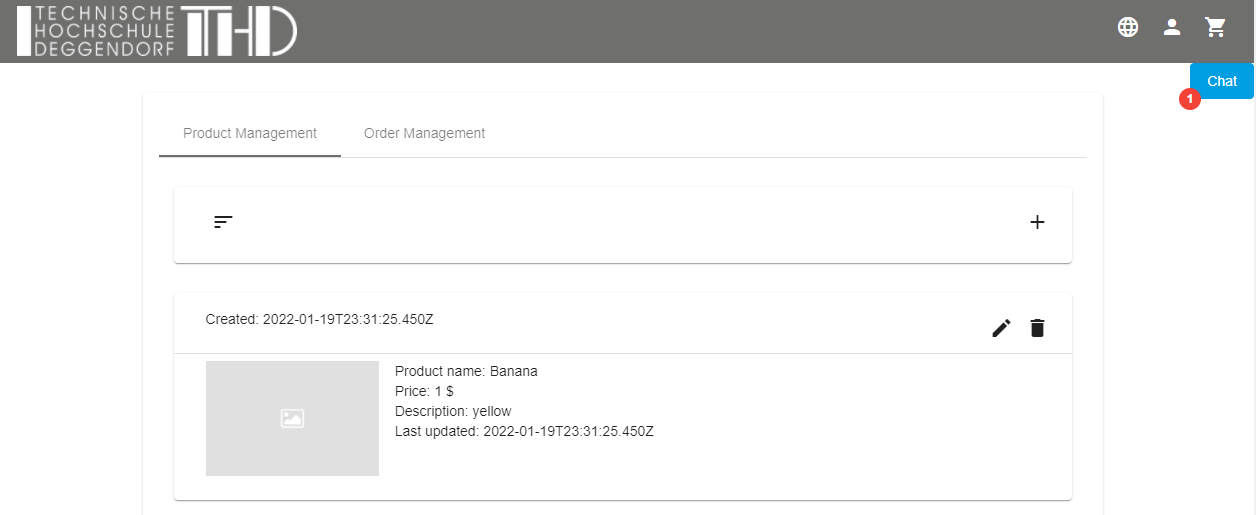 TECHNISCHE
HOCHSCHULE
DEGGENDORF THD
Chat
1
Product Management Order Management
Created: 2022-01-19T23:31:25.450Z
Product name: Banana
Price: 1 $
Description: yellow
Last updated: 2022-01-19T23:31:25.450Z